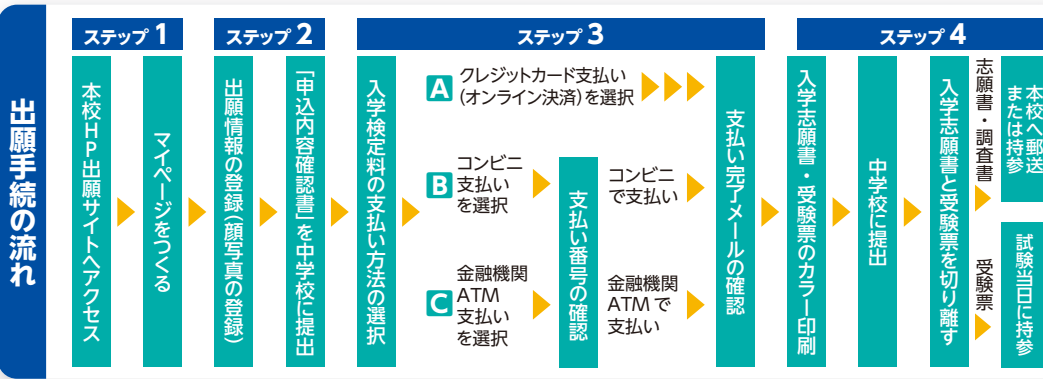 出願手続の流れ
ステップ 1
本校HP出願サイトへアクセス
マイページをつくる
ステップ 2
出願情報の登録（顔写真の登録）
「申込内容確認書」を中学校に提出
ステップ 3
入学検定料の支払い方法の選択
A
クレジットカード支払い
（オンライン決済）を選択
B
コンビニ
支払い
を選択
C
金融機関
ATM
支払い
を選択
支払い番号の確認
コンビニ
で支払い
金融機関
ATMで
支払い
支払い完了メールの確認
ステップ 4
入学志願書・受験票のカラー印刷
中学校に提出
入学志願書と受験票を切り離す
志願書・調査書
本校へ郵送
または持参
受験票
試験当日に持参